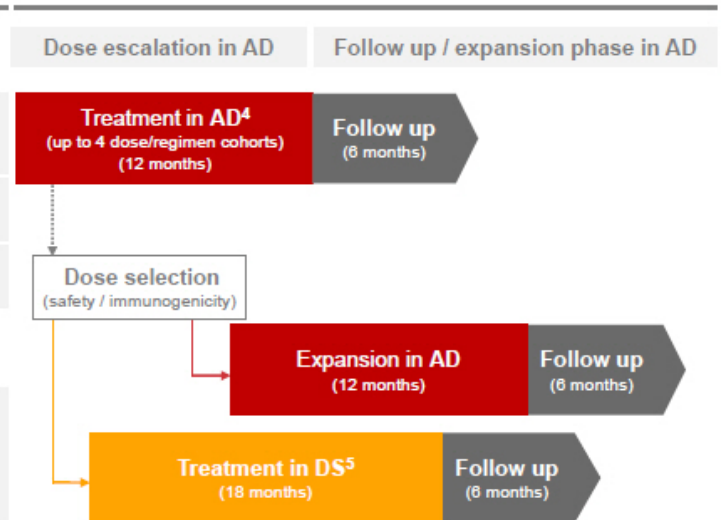 Dose escalation in AD
Follow up / expansion phase in AD
Treatment in AD⁴
(up to 4 dose/regimen cohorts)
(12 months)
Follow up
(6 months)
Dose selection
(safety / immunogenicity)
Expansion in AD
(12 months)
Follow up
(6 months)
Treatment in DS⁵
(18 months)
Follow up
(6 months)